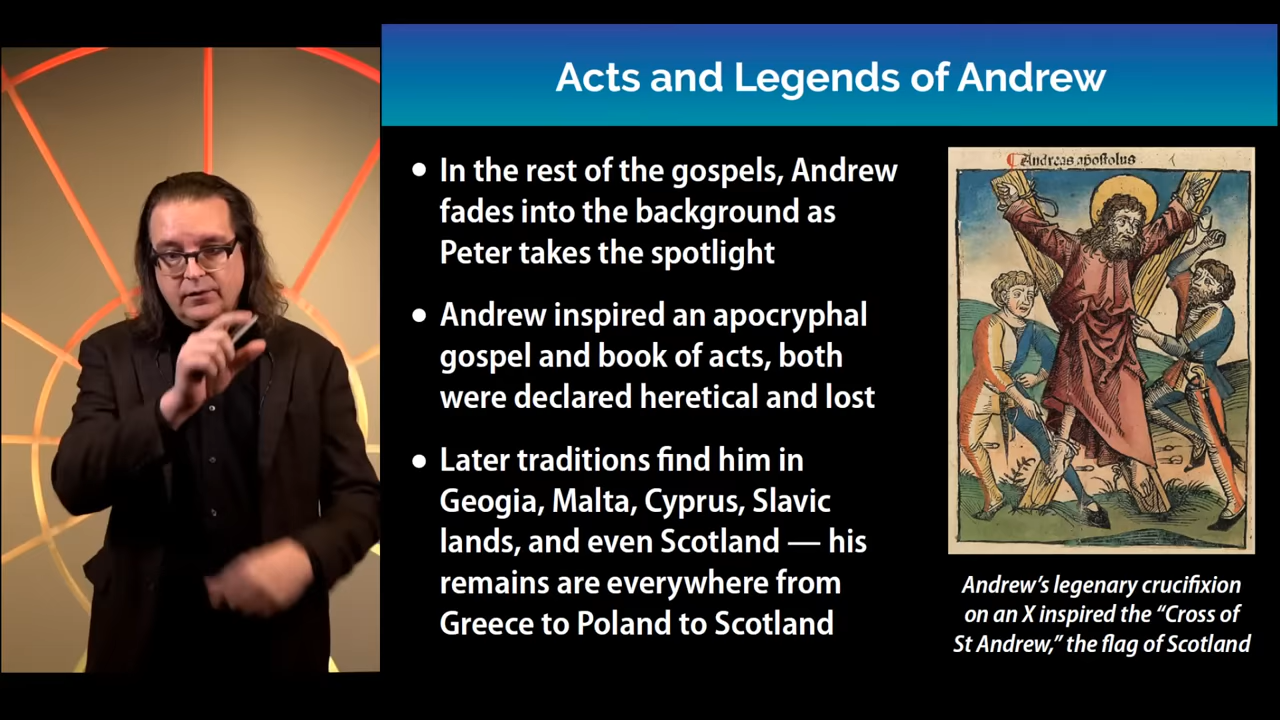 Acts and Legends of Andrew
• In the rest of the gospels, Andrew
fades into the background as
Peter takes the spotlight
• Andrew inspired an apocryphal
gospel and book of acts, both
were declared heretical and lost
• Later traditions find him in
Geogia, Malta, Cyprus, Slavic
lands, and even Scotland — his
remains are everywhere from
Greece to Poland to Scotland
Andreas apostolus
Andrew's legenary crucifixion
on an X inspired the “Cross of
St Andrew,” the flag of Scotland